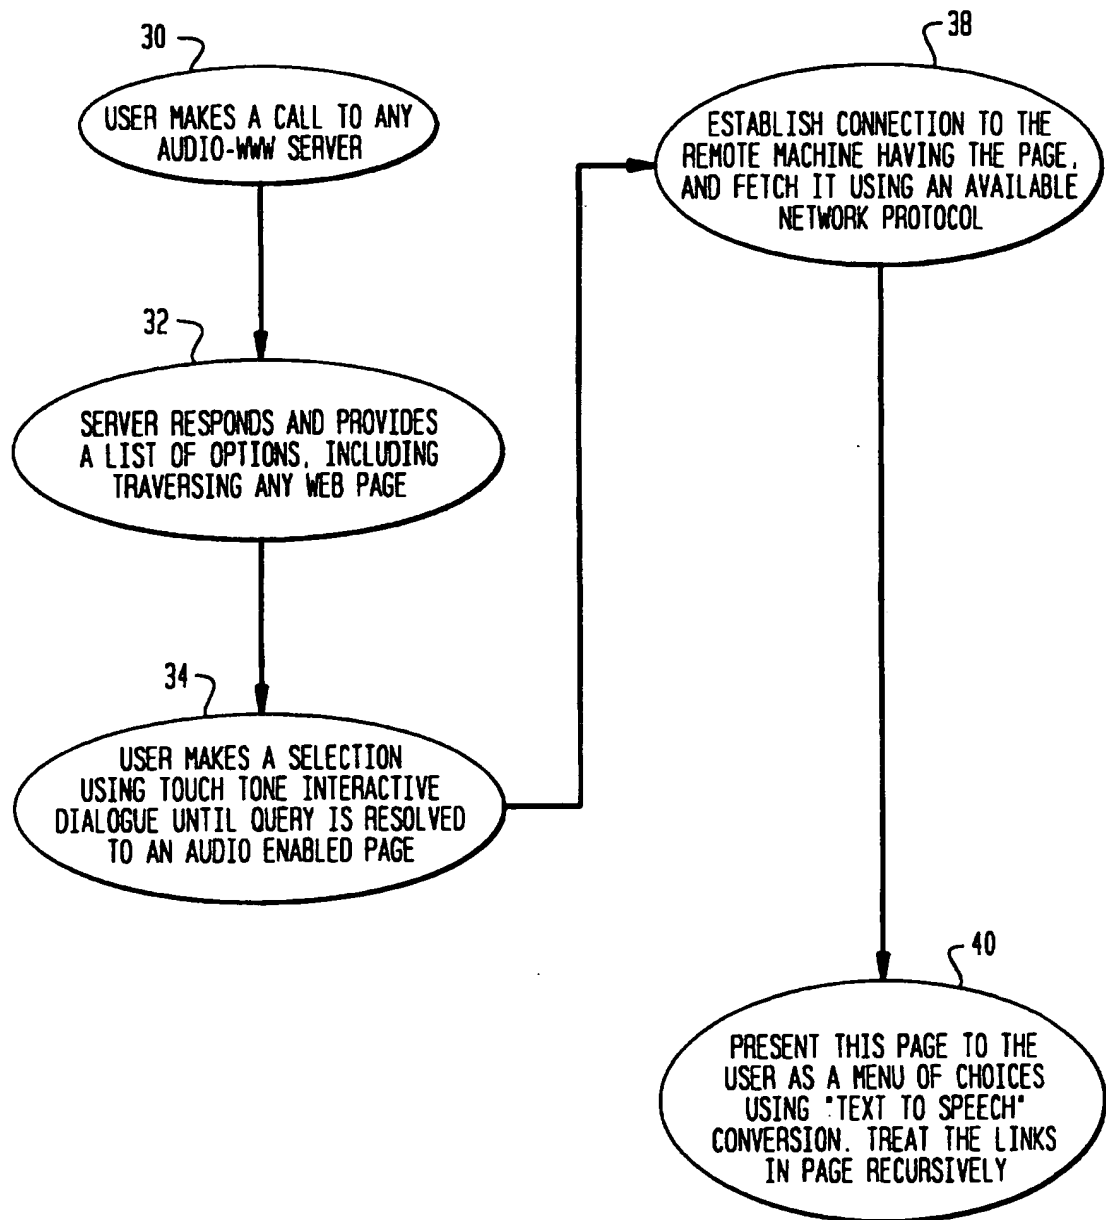 30
USER MAKES A CALL TO ANY
AUDIO-WWW SERVER
32
SERVER RESPONDS AND PROVIDES
A LIST OF OPTIONS, INCLUDING
TRAVERSING ANY WEB PAGE
34
USER MAKES A SELECTION
USING TOUCH TONE INTERACTIVE
DIALOGUE UNTIL QUERY IS RESOLVED
TO AN AUDIO ENABLED PAGE
38
ESTABLISH CONNECTION TO THE
REMOTE MACHINE HAVING THE PAGE,
AND FETCH IT USING AN AVAILABLE
NETWORK PROTOCOL
40
PRESENT THIS PAGE TO THE
USER AS A MENU OF CHOICES
USING "TEXT TO SPEECH"
CONVERSION. TREAT THE LINKS
IN PAGE RECURSIVELY